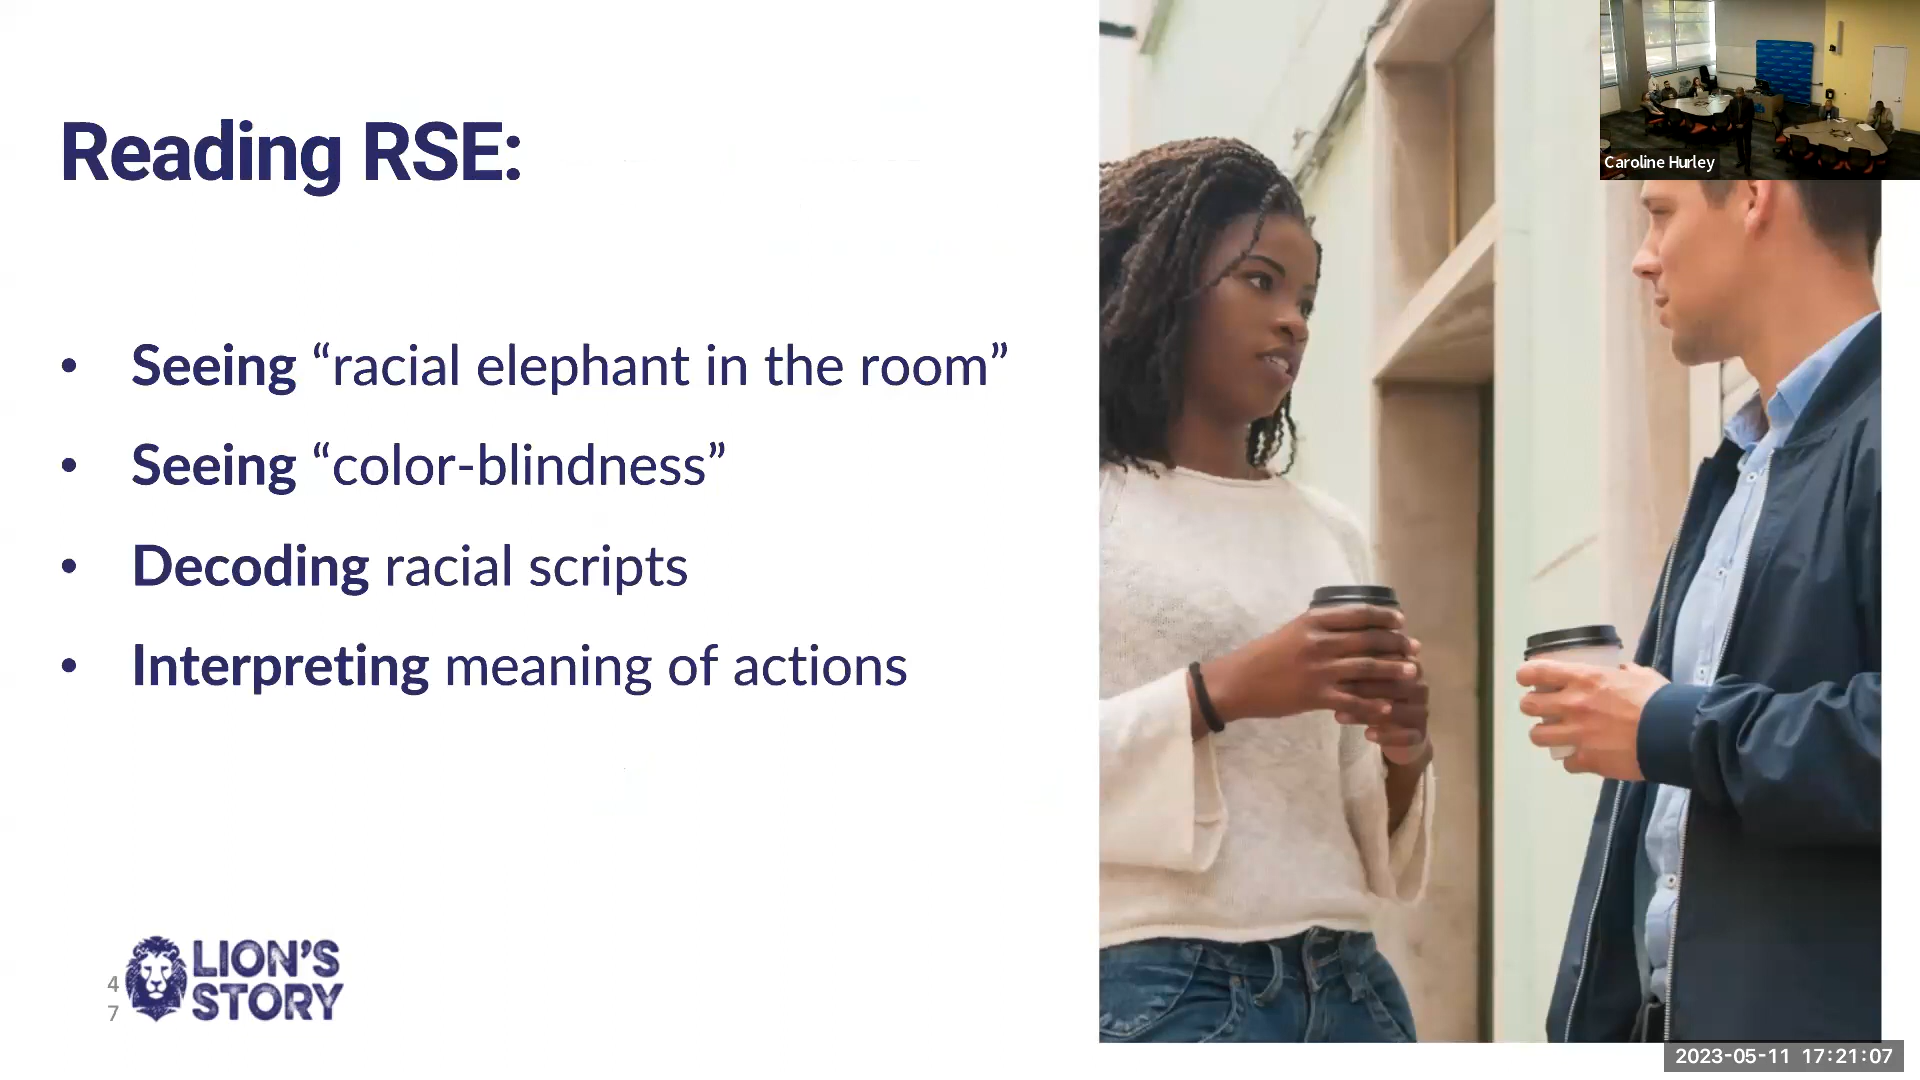 Reading RSE:
Caroline Hurley
• Seeing “racial elephant in the room”
• Seeing “color-blindness”
• Decoding racial scripts
• Interpreting meaning of actions
4
7
LION'S
STORY
2023-05-11 17:21:07